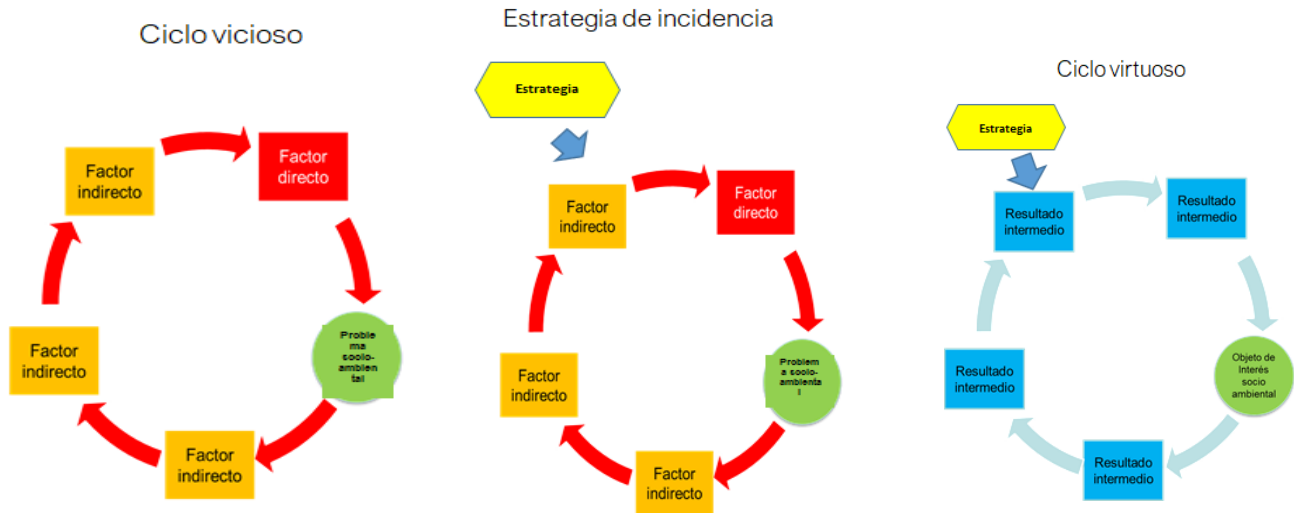 Ciclo vicioso
Factor
indirecto
Factor
directo
Proble
ma
socio-
ambien
tal
Factor
indirecto
Factor
indirecto
Estrategia de incidencia
Estrategia
Factor
indirecto
Factor
directo
Problem
a socio-
ambienta
l
Factor
indirecto
Factor
indirecto
Ciclo virtuoso
Estrategia
Resultado
intermedio
Resultado
intermedio
Objeto de
Interés
socio
ambiental
Resultado
intermedio
Resultado
intermedio